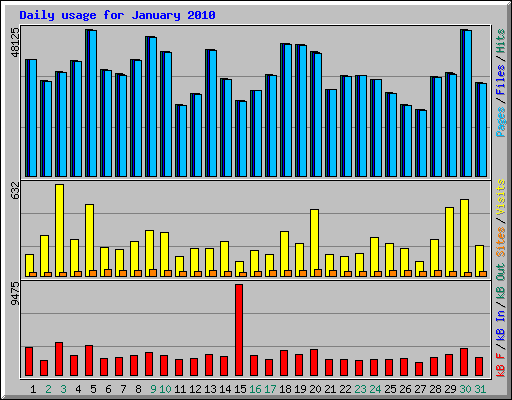 Daily usage for January 2010
48125
Pages / Files / Hits
632
Sites / Visits
9475
kB F / kB In / kB Out
1 2 3 4 5 6 7 8 9 10 11 12 13 14 15 16 17 18 19 20 21 22 23 24 25 26 27 28 29 30 31